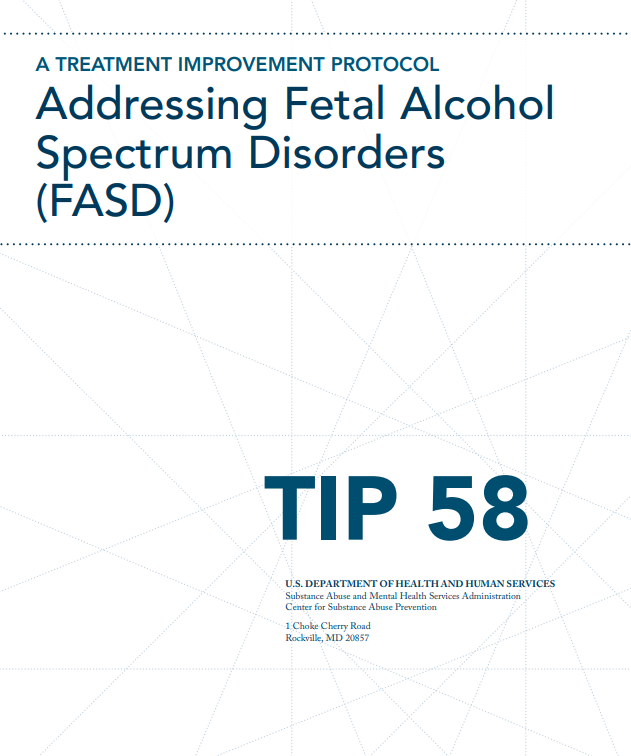 A TREATMENT IMPROVEMENT PROTOCOL
Addressing Fetal Alcohol
Spectrum Disorders
(FASD)
TIP 58
U.S. DEPARTMENT OF HEALTH AND HUMAN SERVICES
Substance Abuse and Mental Health Services Administration
Center for Substance Abuse Prevention
1 Choke Cherry Road
Rockville, MD 20857